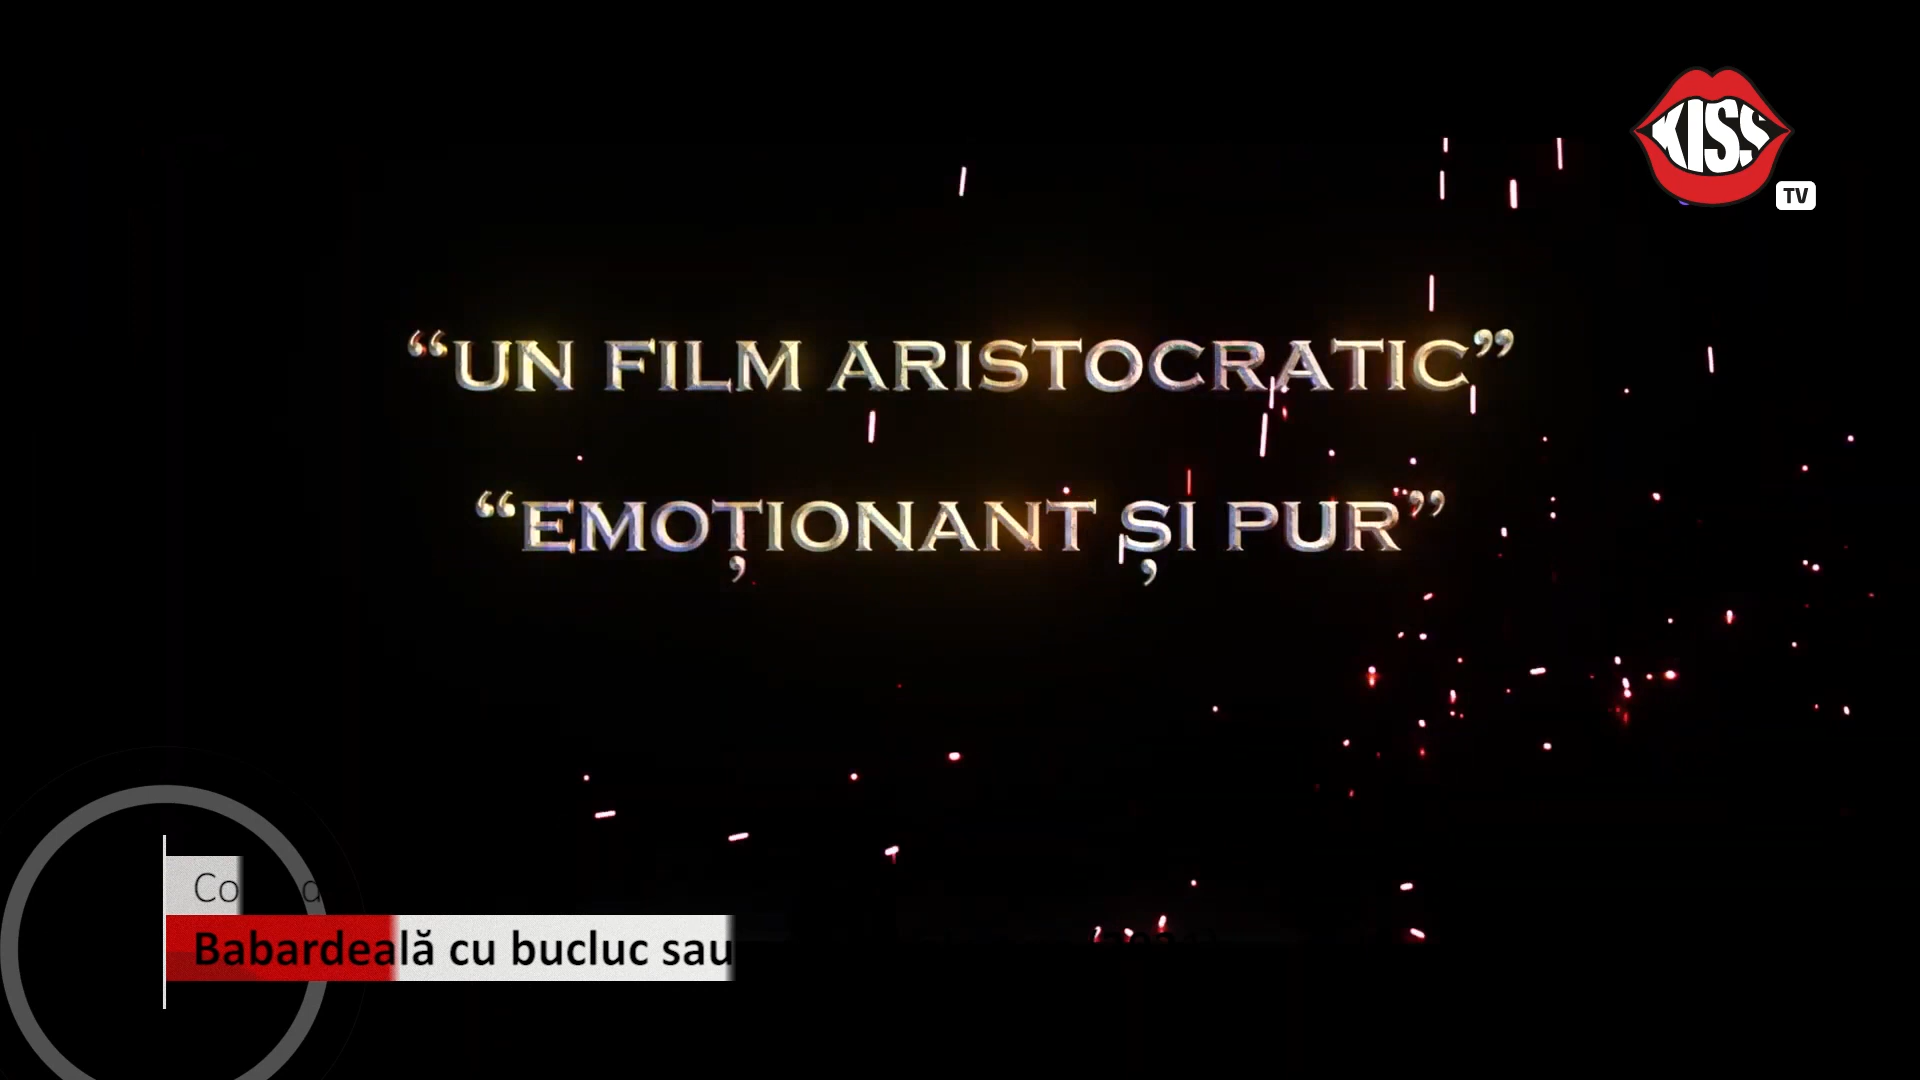 KISS
TV
“UN FILM ARISTOCRATIC”
“EMOȚIONANT ȘI PUR”
Babardeală cu bucluc sau